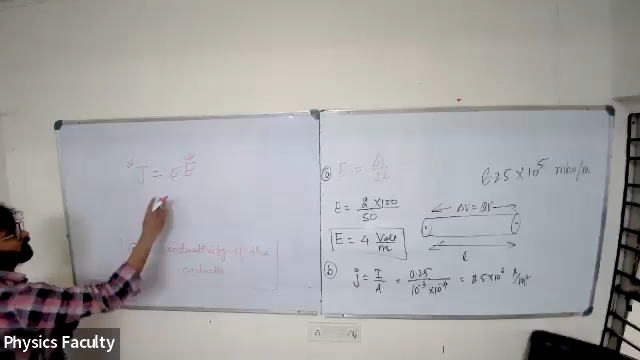 * J = σ E
conductivity of the
conductor
(a) E = ΔV / Δl
E = 2 × 100 / 50
E = 4 Volt / m
(b) j = I / A = 0.25 / 10⁻³ × 10⁻⁴ = 2.5 × 10⁶ A/m²
6.25 × 10⁵ mho/m
ΔV = 2V
l
Physics Faculty